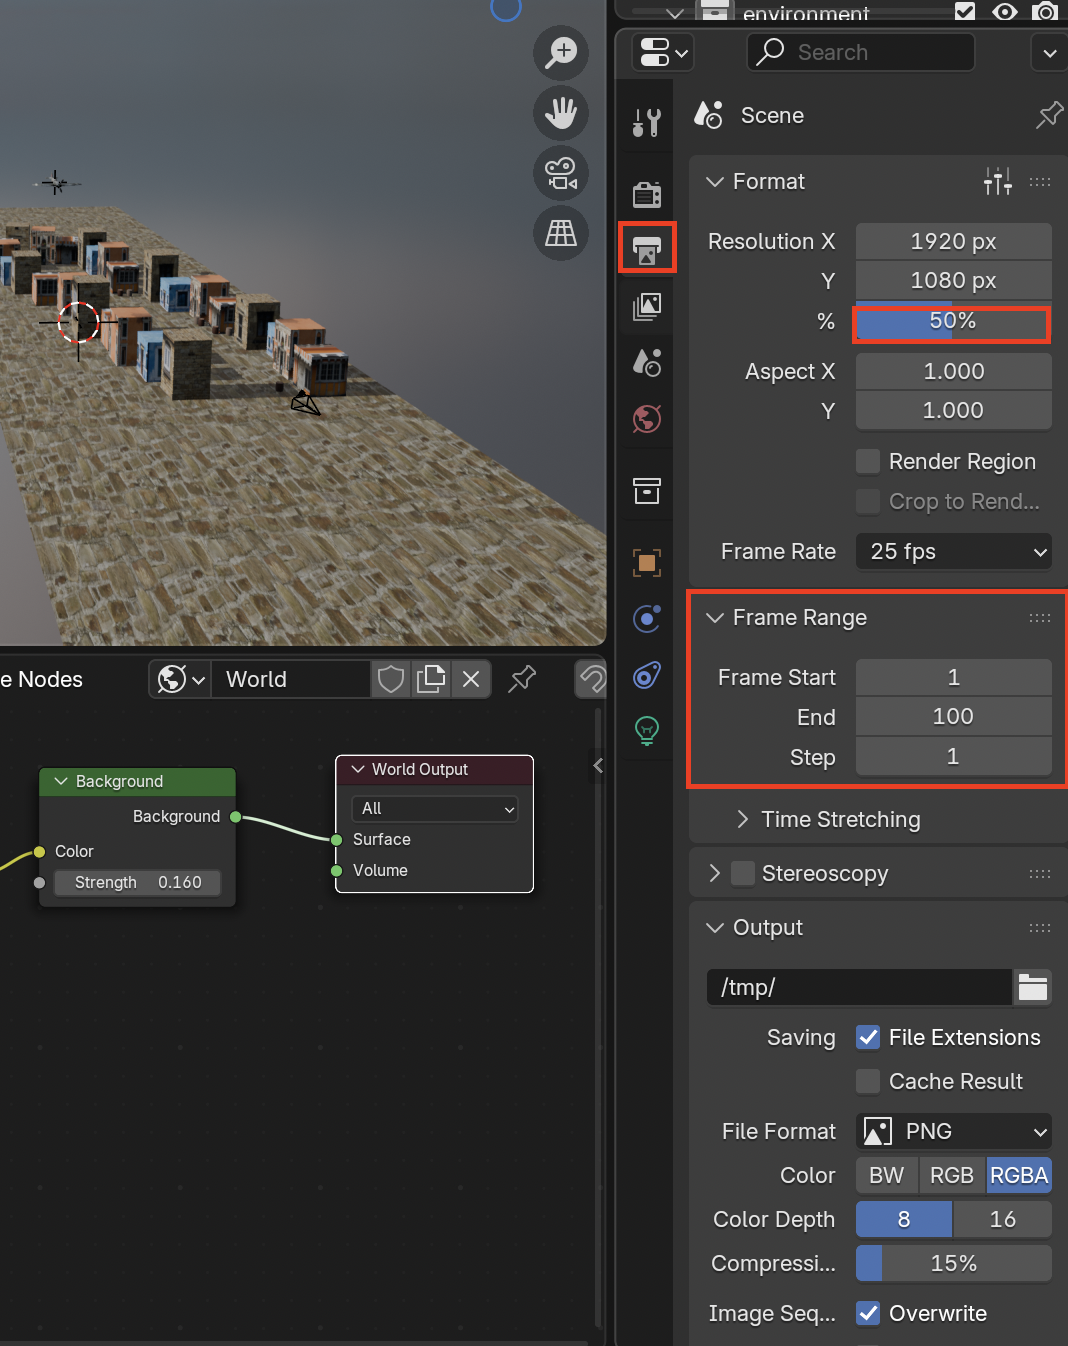 environment
Search
Scene
Format
Resolution X 1920 px
Y 1080 px
% 50%
Aspect X 1.000
Y 1.000
Render Region
Crop to Rend...
Frame Rate 25 fps
Frame Range
Frame Start 1
End 100
Step 1
Time Stretching
Stereoscopy
Output
/tmp/
Saving File Extensions
Cache Result
File Format PNG
Color BW RGB RGBA
Color Depth 8 16
Compressi... 15%
Image Seq... Overwrite
e Nodes World
Background
Background
Color
Strength 0.160
World Output
All
Surface
Volume